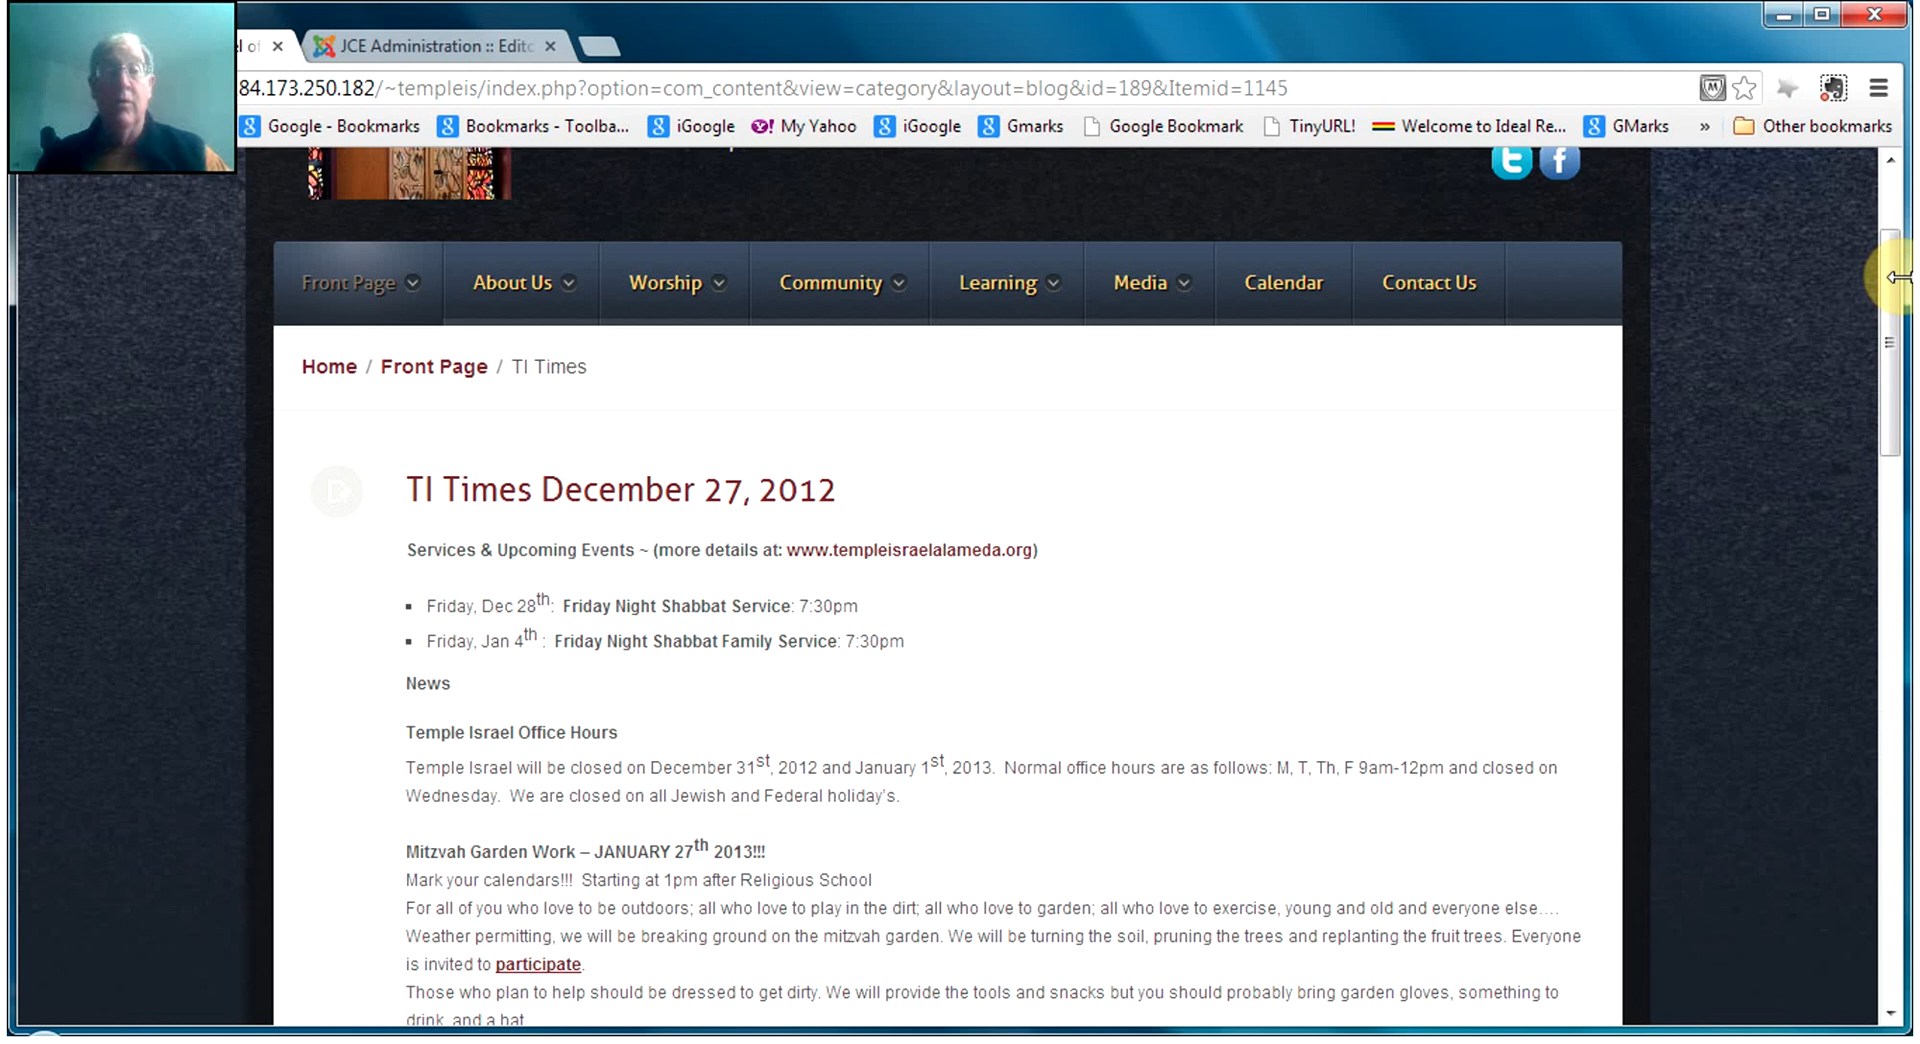 l of
JCE Administration :: Edito
84.173.250.182/~templeis/index.php?option=com_content&view=category&layout=blog&id=189&Itemid=1145
Google - Bookmarks Bookmarks - Toolba... iGoogle My Yahoo iGoogle Gmarks Google Bookmark TinyURL! Welcome to Ideal Re... GMarks » Other bookmarks
Front Page About Us Worship Community Learning Media Calendar Contact Us
Home / Front Page / TI Times
TI Times December 27, 2012
Services & Upcoming Events ~ (more details at: www.templeisraelalameda.org)
▪ Friday, Dec 28th: Friday Night Shabbat Service: 7:30pm
▪ Friday, Jan 4th : Friday Night Shabbat Family Service: 7:30pm
News
Temple Israel Office Hours
Temple Israel will be closed on December 31st, 2012 and January 1st, 2013. Normal office hours are as follows: M, T, Th, F 9am-12pm and closed on
Wednesday. We are closed on all Jewish and Federal holiday's.
Mitzvah Garden Work – JANUARY 27th 2013!!!
Mark your calendars!!! Starting at 1pm after Religious School
For all of you who love to be outdoors; all who love to play in the dirt; all who love to garden; all who love to exercise, young and old and everyone else....
Weather permitting, we will be breaking ground on the mitzvah garden. We will be turning the soil, pruning the trees and replanting the fruit trees. Everyone
is invited to participate.
Those who plan to help should be dressed to get dirty. We will provide the tools and snacks but you should probably bring garden gloves, something to
drink, and a hat.